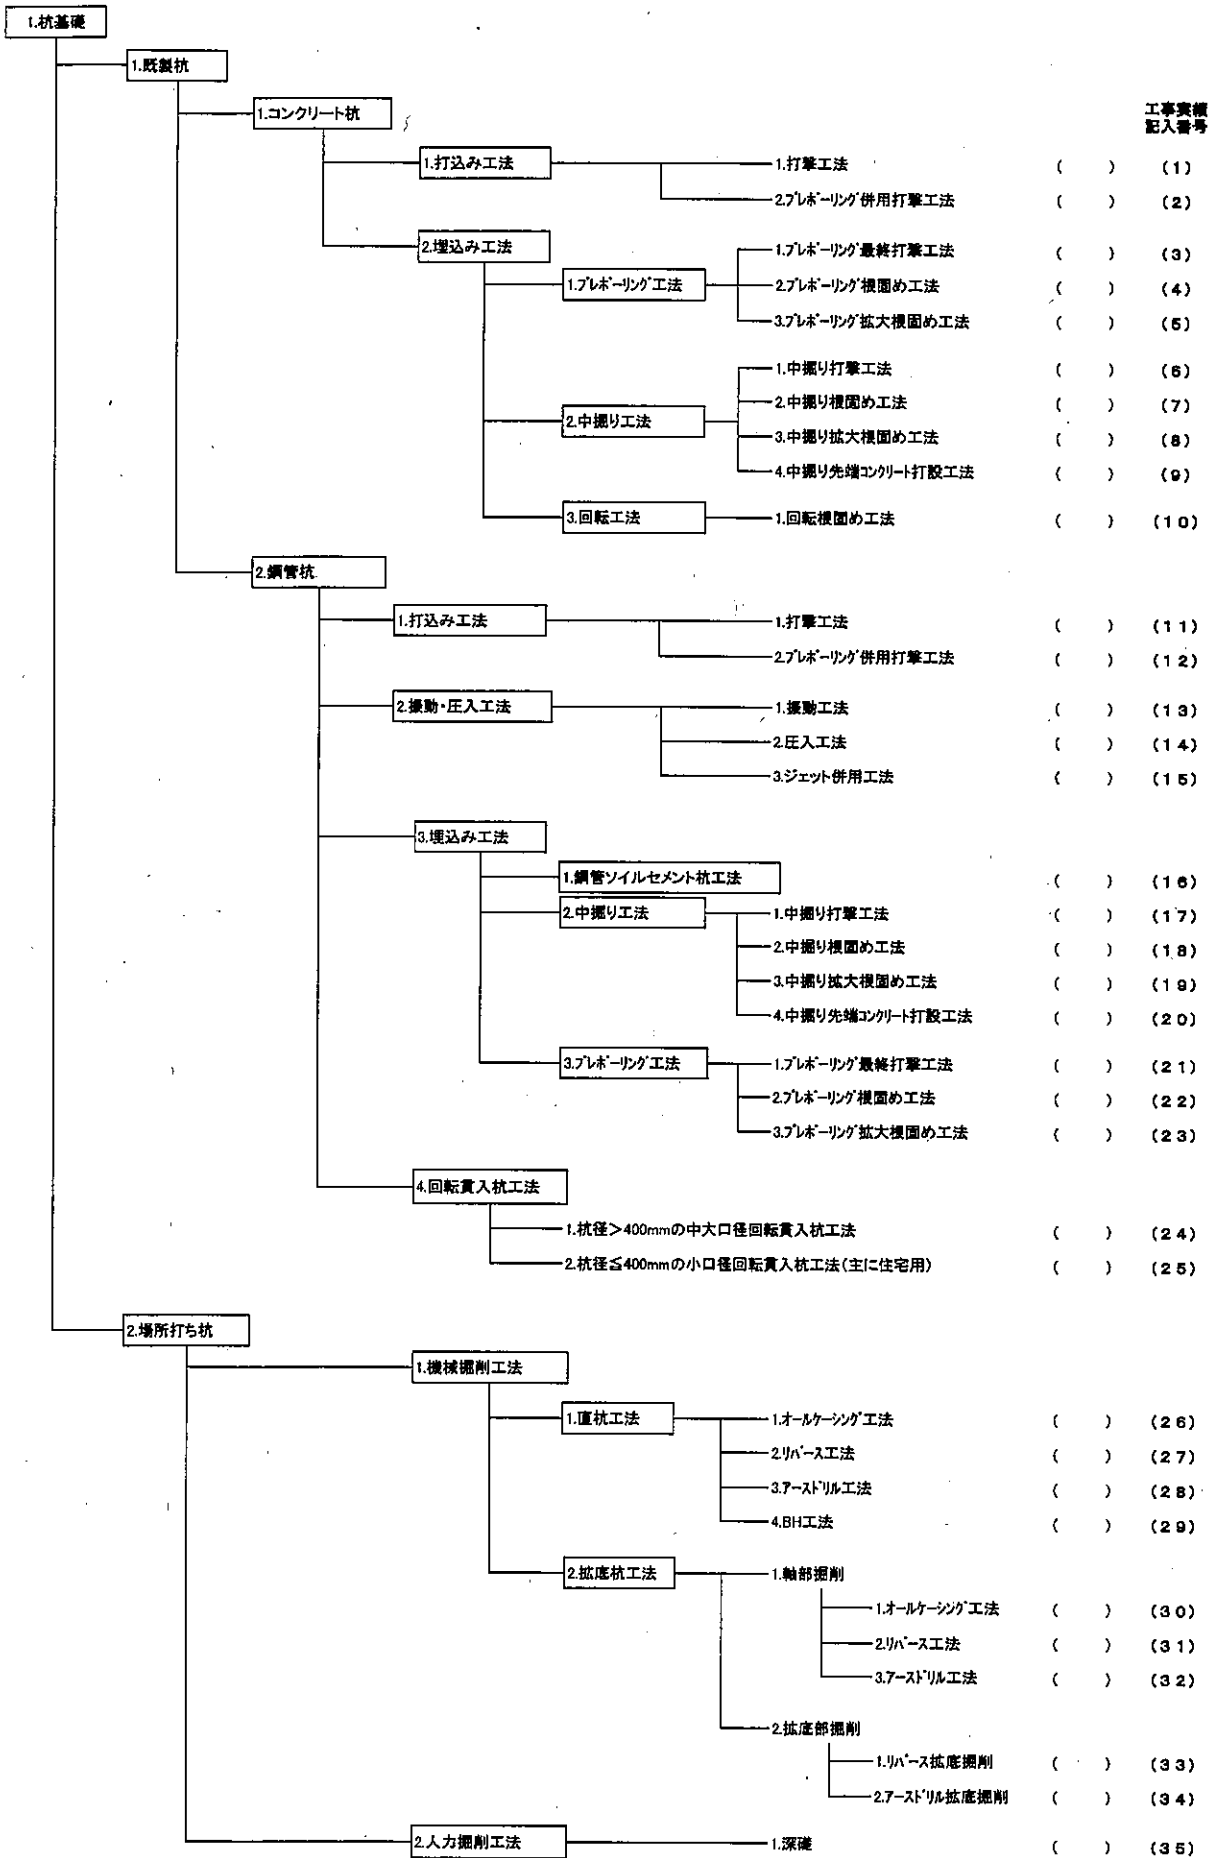 1.杭基礎
1.既製杭
1.コンクリート杭
工事実績
記入番号
1.打込み工法
1.打撃工法 ( ) (1)
2.プレボーリング併用打撃工法 ( ) (2)
2.埋込み工法
1.プレボーリング工法
1.プレボーリング最終打撃工法 ( ) (3)
2.プレボーリング根固め工法 ( ) (4)
3.プレボーリング拡大根固め工法 ( ) (5)
2.中掘り工法
1.中掘り打撃工法 ( ) (6)
2.中掘り根固め工法 ( ) (7)
3.中掘り拡大根固め工法 ( ) (8)
4.中掘り先端コンクリート打設工法 ( ) (9)
3.回転工法
1.回転根固め工法 ( ) (10)
2.鋼管杭
1.打込み工法
1.打撃工法 ( ) (11)
2.プレボーリング併用打撃工法 ( ) (12)
2.振動・圧入工法
1.振動工法 ( ) (13)
2.圧入工法 ( ) (14)
3.ジェット併用工法 ( ) (15)
3.埋込み工法
1.鋼管ソイルセメント杭工法 ( ) (16)
2.中掘り工法
1.中掘り打撃工法 ( ) (17)
2.中掘り根固め工法 ( ) (18)
3.中掘り拡大根固め工法 ( ) (19)
4.中掘り先端コンクリート打設工法 ( ) (20)
3.プレボーリング工法
1.プレボーリング最終打撃工法 ( ) (21)
2.プレボーリング根固め工法 ( ) (22)
3.プレボーリング拡大根固め工法 ( ) (23)
4.回転貫入杭工法
1.杭径>400mmの中大口径回転貫入杭工法 ( ) (24)
2.杭径≦400mmの小口径回転貫入杭工法(主に住宅用) ( ) (25)
2.場所打ち杭
1.機械掘削工法
1.直杭工法
1.オールケーシング工法 ( ) (26)
2.リバース工法 ( ) (27)
3.アースドリル工法 ( ) (28)
4.BH工法 ( ) (29)
2.拡底杭工法
1.軸部掘削
1.オールケーシング工法 ( ) (30)
2.リバース工法 ( ) (31)
3.アースドリル工法 ( ) (32)
2.拡底部掘削
1.リバース拡底掘削 ( ) (33)
2.アースドリル拡底掘削 ( ) (34)
2.人力掘削工法
1.深礎 ( ) (35)